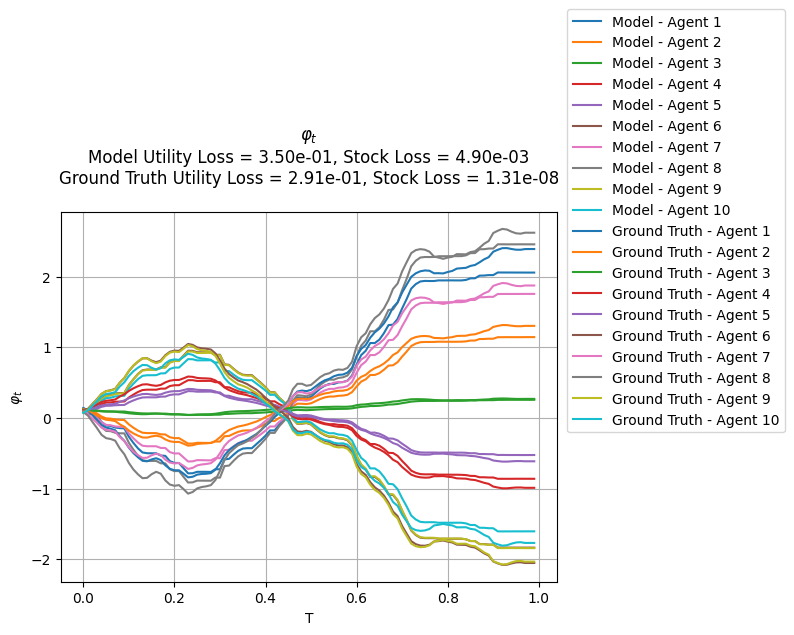 φt
Model Utility Loss = 3.50e-01, Stock Loss = 4.90e-03
Ground Truth Utility Loss = 2.91e-01, Stock Loss = 1.31e-08
Model - Agent 1
Model - Agent 2
Model - Agent 3
Model - Agent 4
Model - Agent 5
Model - Agent 6
Model - Agent 7
Model - Agent 8
Model - Agent 9
Model - Agent 10
Ground Truth - Agent 1
Ground Truth - Agent 2
Ground Truth - Agent 3
Ground Truth - Agent 4
Ground Truth - Agent 5
Ground Truth - Agent 6
Ground Truth - Agent 7
Ground Truth - Agent 8
Ground Truth - Agent 9
Ground Truth - Agent 10
φt
2
1
0
−1
−2
0.0 0.2 0.4 0.6 0.8 1.0
T